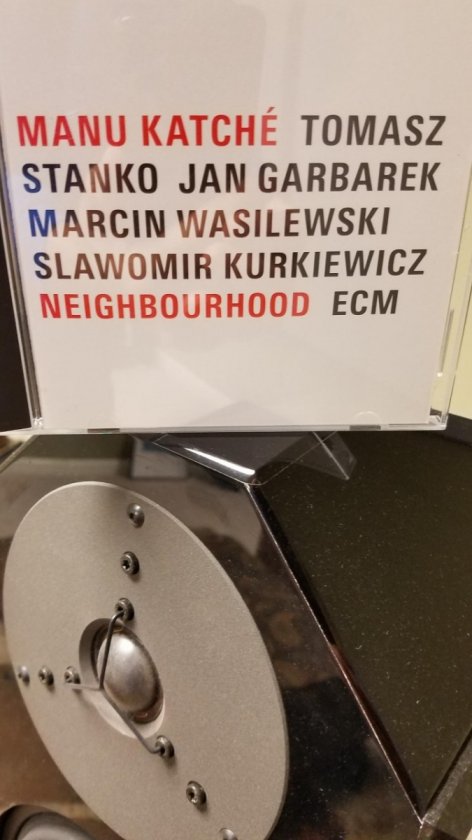 MANU KATCHÉ TOMASZ
STANKO JAN GARBAREK
MARCIN WASILEWSKI
SLAWOMIR KURKIEWICZ
NEIGHBOURHOOD ECM